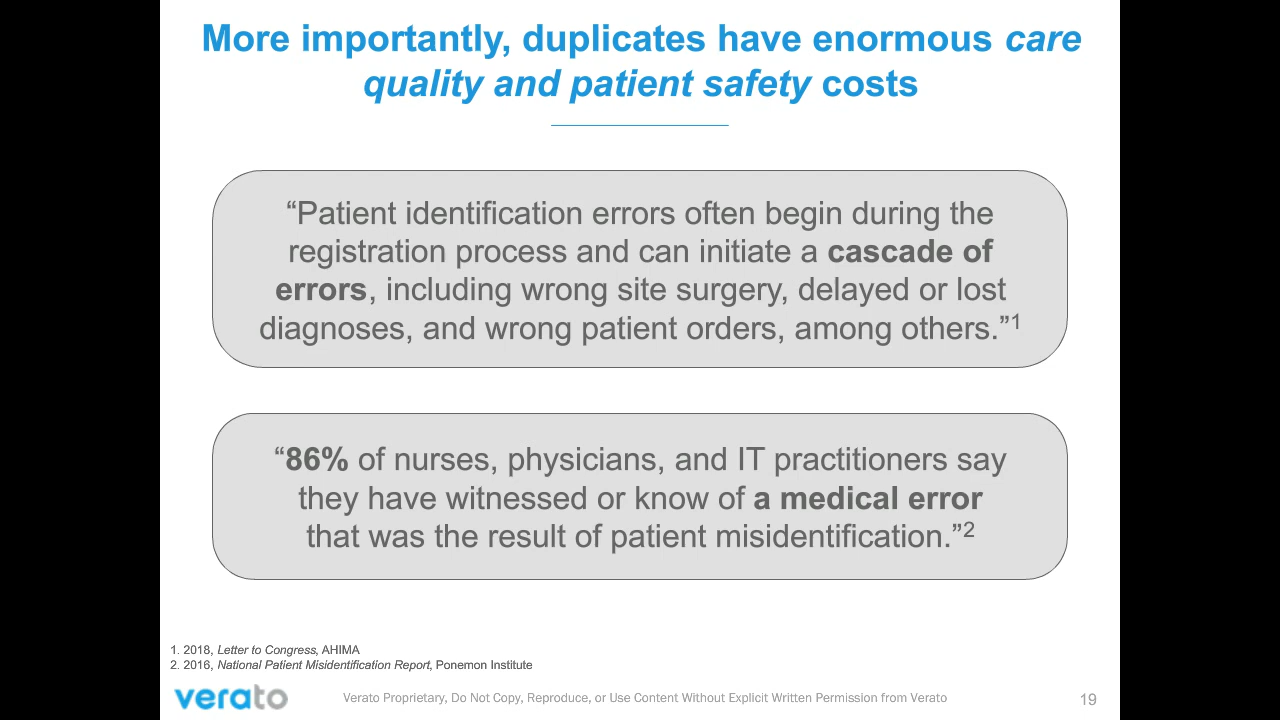 More importantly, duplicates have enormous care
quality and patient safety costs
“Patient identification errors often begin during the
registration process and can initiate a cascade of
errors, including wrong site surgery, delayed or lost
diagnoses, and wrong patient orders, among others.”1
“86% of nurses, physicians, and IT practitioners say
they have witnessed or know of a medical error
that was the result of patient misidentification.”2
1. 2018, Letter to Congress, AHIMA
2. 2016, National Patient Misidentification Report, Ponemon Institute
verato
Verato Proprietary, Do Not Copy, Reproduce, or Use Content Without Explicit Written Permission from Verato
19